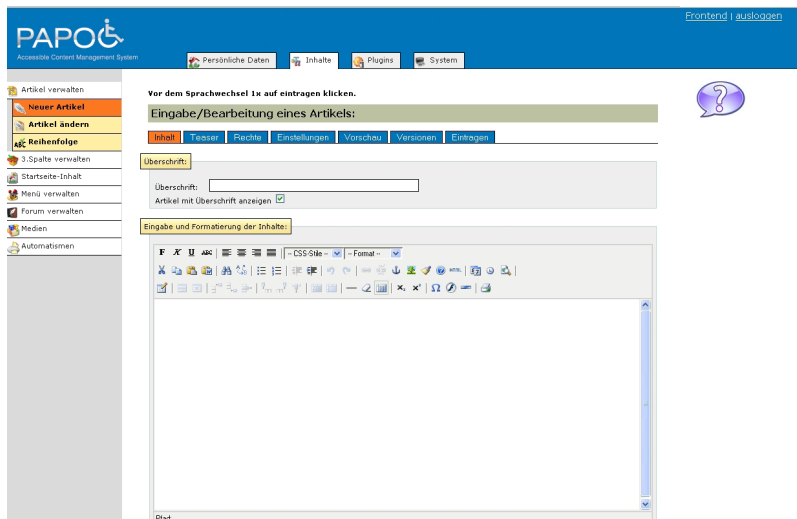 Frontend | ausloggen
PAPOO
Accessible Content Management System
Persönliche Daten
Inhalte
Plugins
System
Artikel verwalten
Neuer Artikel
Artikel ändern
Reihenfolge
3.Spalte verwalten
Startseite-Inhalt
Menü verwalten
Forum verwalten
Medien
Automatismen
Vor dem Sprachwechsel 1x auf eintragen klicken.
Eingabe/Bearbeitung eines Artikels:
Inhalt Teaser Rechte Einstellungen Vorschau Versionen Eintragen
Überschrift:
Überschrift:
Artikel mit Überschrift anzeigen
Eingabe und Formatierung der Inhalte:
F K U ABC -- CSS-Stile -- -- Format --
HTML
Pfad: